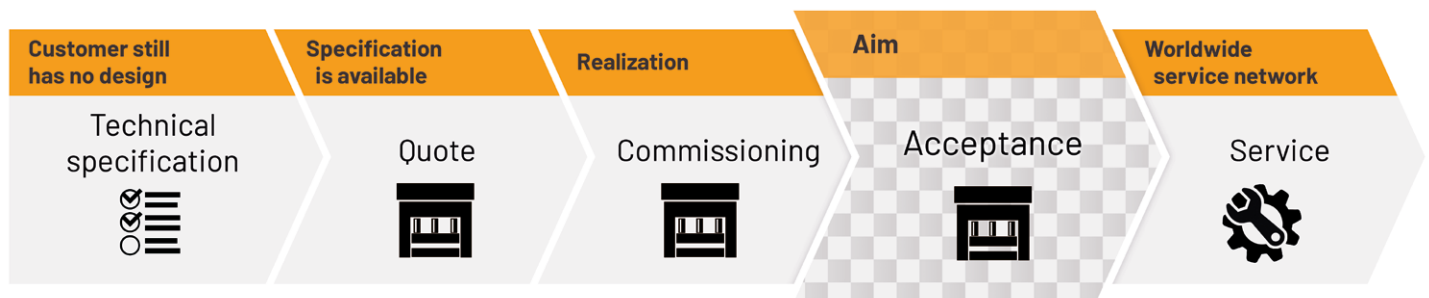 Customer still
has no design
Technical
specification
Specification
is available
Quote
Realization
Commissioning
Aim
Acceptance
Worldwide
service network
Service